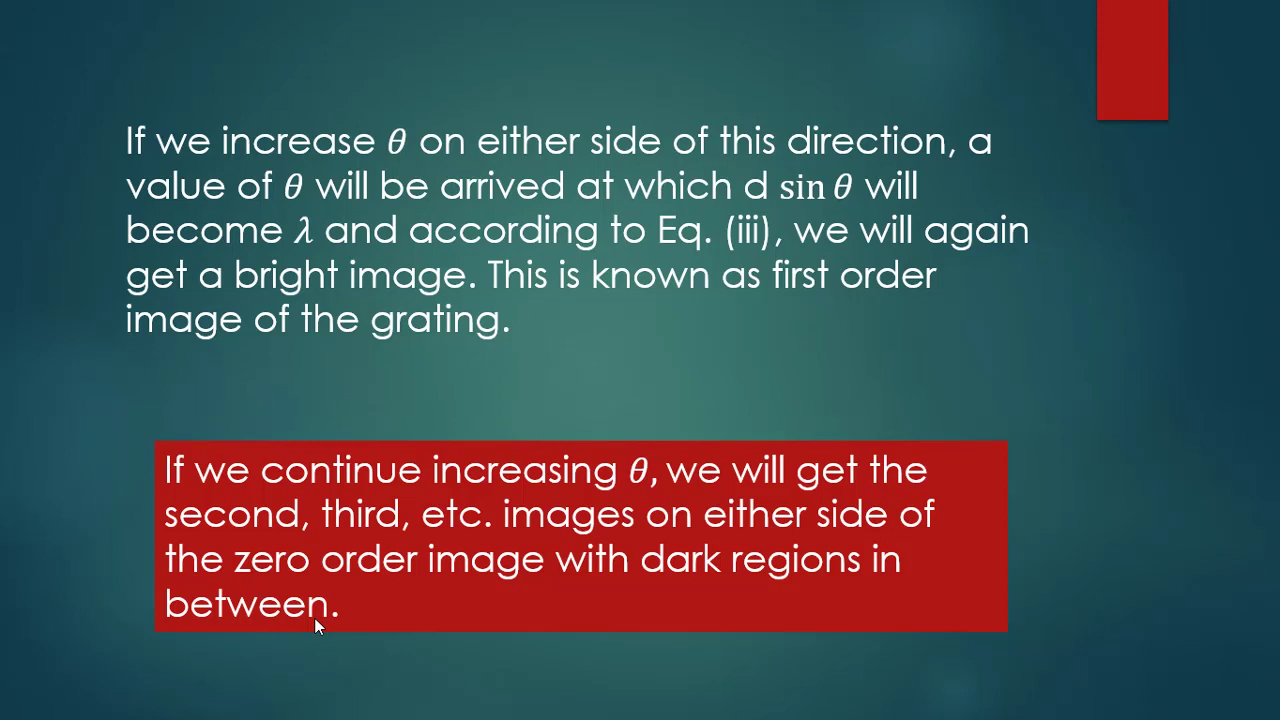 If we increase 𝜃 on either side of this direction, a
value of 𝜃 will be arrived at which d sin 𝜃 will
become 𝜆 and according to Eq. (iii), we will again
get a bright image. This is known as first order
image of the grating.
If we continue increasing 𝜃, we will get the
second, third, etc. images on either side of
the zero order image with dark regions in
between.